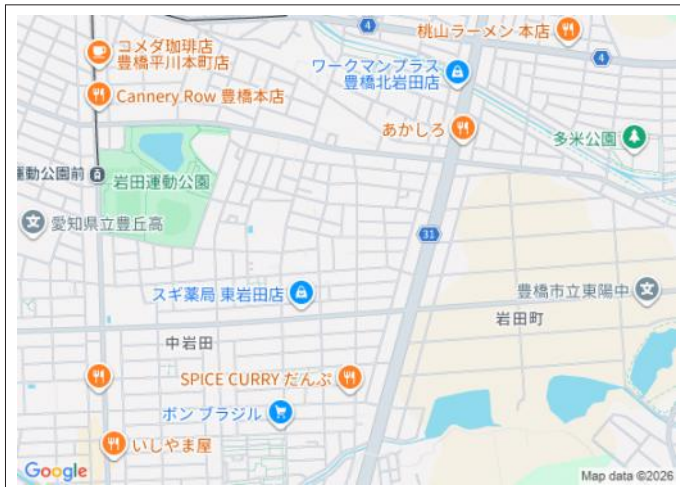 4
桃山ラーメン 本店
コメダ珈琲店
豊橋平川本町店
ワークマンプラス
豊橋北岩田店
4
Cannery Row 豊橋本店
あかしろ
多米公園
運動公園前
岩田運動公園
愛知県立豊丘高
31
スギ薬局 東岩田店
豊橋市立東陽中
岩田町
中岩田
SPICE CURRY だんぷ
ボン ブラジル
いしやま屋
Google
Map data ©2026